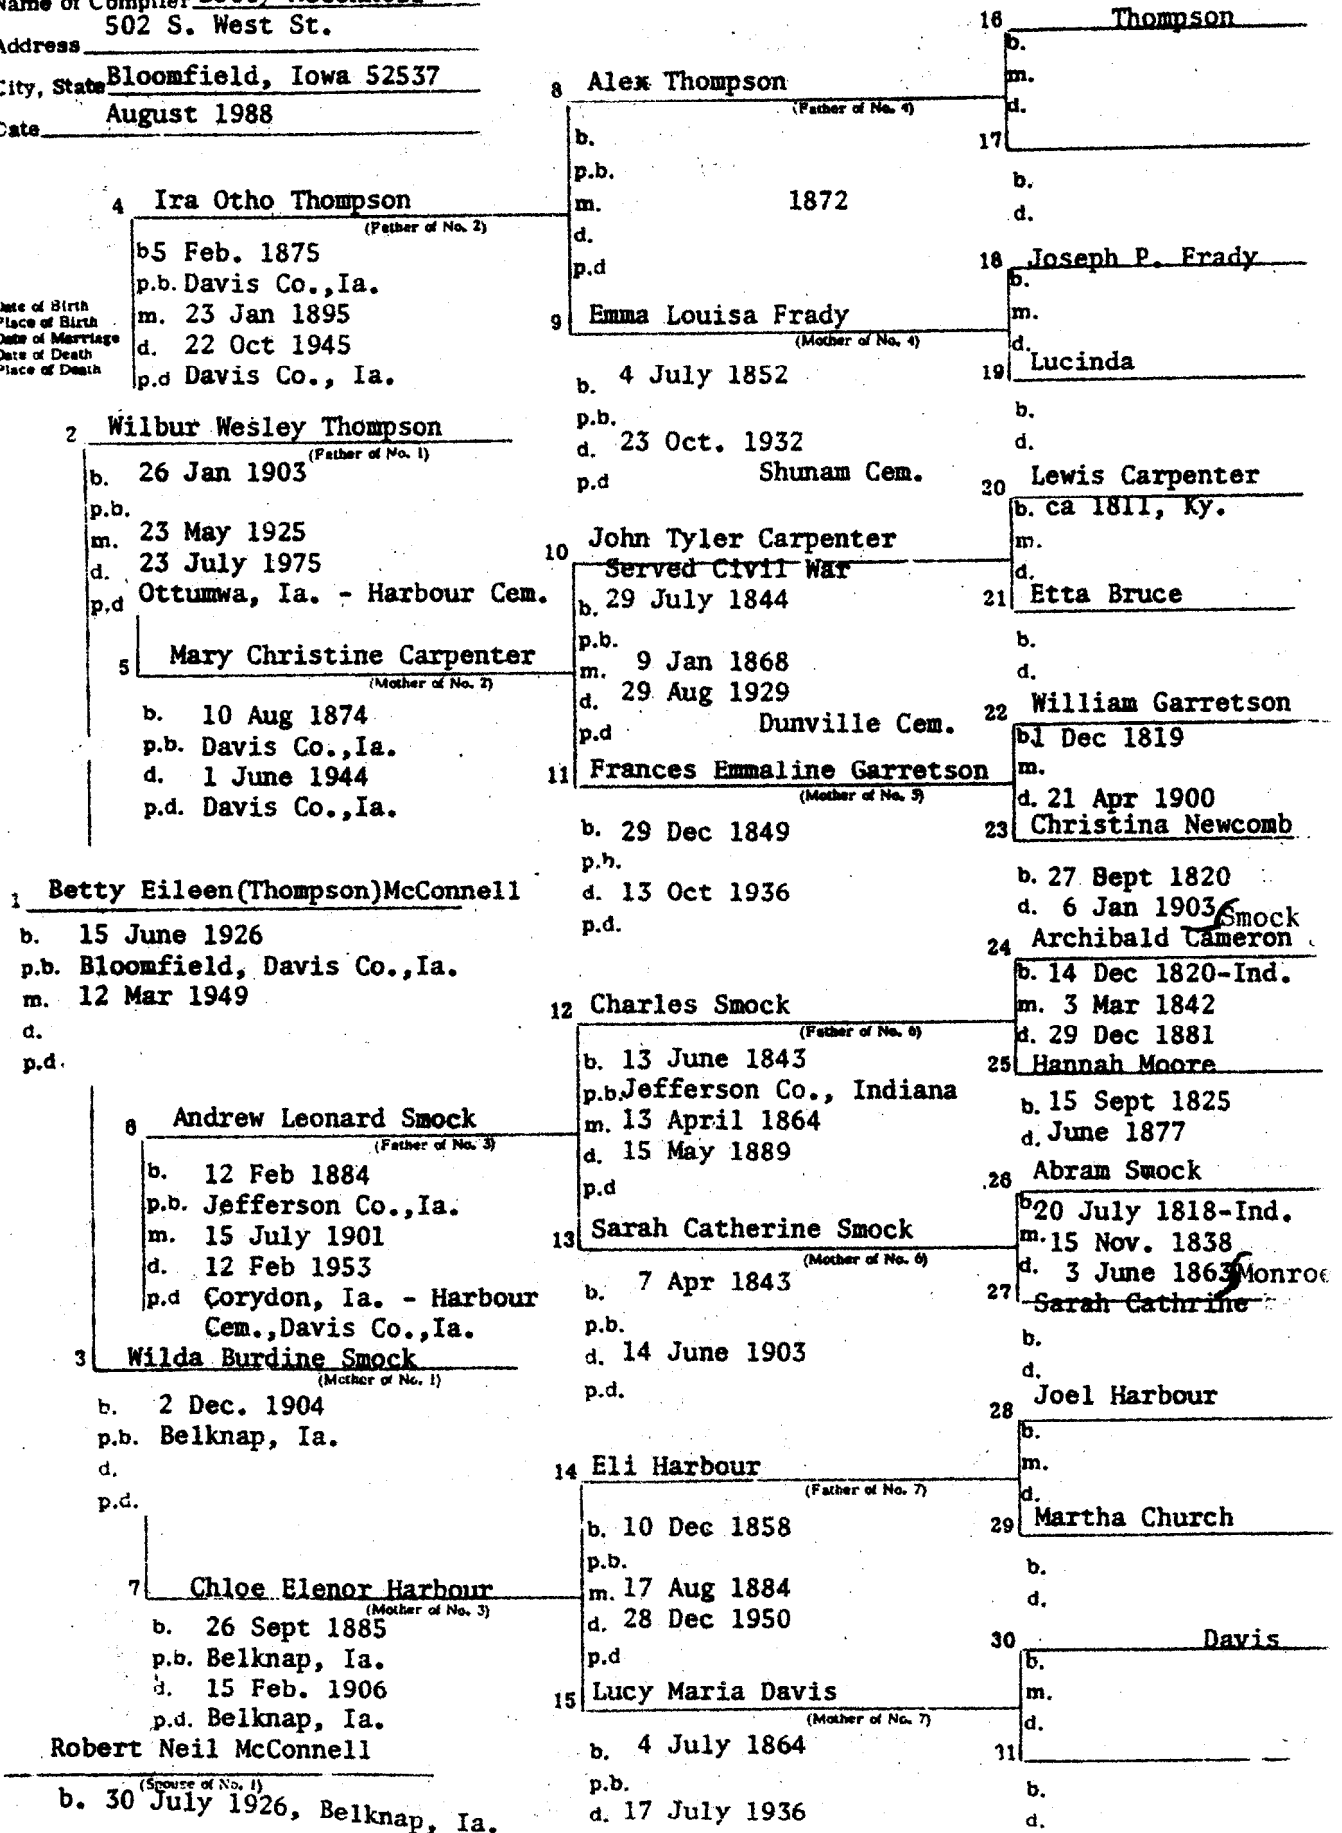 Name of Compiler
502 S. West St.
Address
City, State Bloomfield, Iowa 52537
August 1988
Date
16 Thompson
b.
m.
d.
17
b.
d.
8 Alex Thompson
(Father of No. 4)
b.
p.b.
m. 1872
d.
p.d
4 Ira Otho Thompson
(Father of No. 2)
b5 Feb. 1875
p.b. Davis Co.,Ia.
m. 23 Jan 1895
d. 22 Oct 1945
p.d Davis Co., Ia.
Date of Birth
Place of Birth
Date of Marriage
Date of Death
Place of Death
18 Joseph P. Frady
b.
m.
d.
19 Lucinda
b.
d.
9 Emma Louisa Frady
(Mother of No. 4)
b. 4 July 1852
p.b.
d. 23 Oct. 1932
p.d Shunam Cem.
2 Wilbur Wesley Thompson
(Father of No. 1)
b. 26 Jan 1903
p.b.
m. 23 May 1925
d. 23 July 1975
p.d Ottumwa, Ia. - Harbour Cem.
20 Lewis Carpenter
b. ca 1811, Ky.
m.
d.
21 Etta Bruce
b.
d.
10 John Tyler Carpenter
Served Civil War
b. 29 July 1844
p.b.
m. 9 Jan 1868
d. 29 Aug 1929
p.d Dunville Cem.
5 Mary Christine Carpenter
(Mother of No. 2)
b. 10 Aug 1874
p.b. Davis Co.,Ia.
d. 1 June 1944
p.d. Davis Co.,Ia.
22 William Garretson
b1 Dec 1819
m.
d. 21 Apr 1900
23 Christina Newcomb
b. 27 Sept 1820
d. 6 Jan 1903
11 Frances Emmaline Garretson
(Mother of No. 5)
b. 29 Dec 1849
p.b.
d. 13 Oct 1936
p.d.
1 Betty Eileen(Thompson)McConnell
b. 15 June 1926
p.b. Bloomfield, Davis Co.,Ia.
m. 12 Mar 1949
d.
p.d.
Smock
24 Archibald Cameron
b. 14 Dec 1820-Ind.
m. 3 Mar 1842
d. 29 Dec 1881
25 Hannah Moore
b. 15 Sept 1825
d. June 1877
12 Charles Smock
(Father of No. 6)
b. 13 June 1843
p.b. Jefferson Co., Indiana
m. 13 April 1864
d. 15 May 1889
p.d
6 Andrew Leonard Smock
(Father of No. 3)
b. 12 Feb 1884
p.b. Jefferson Co.,Ia.
m. 15 July 1901
d. 12 Feb 1953
p.d Corydon, Ia. - Harbour
Cem.,Davis Co.,Ia.
26 Abram Smock
b 20 July 1818-Ind.
m. 15 Nov. 1838
d. 3 June 1863
Monroe
27 Sarah Cathrine
b.
d.
13 Sarah Catherine Smock
(Mother of No. 6)
b. 7 Apr 1843
p.b.
d. 14 June 1903
p.d.
3 Wilda Burdine Smock
(Mother of No. 1)
b. 2 Dec. 1904
p.b. Belknap, Ia.
d.
p.d.
28 Joel Harbour
b.
m.
d.
29 Martha Church
b.
d.
14 Eli Harbour
(Father of No. 7)
b. 10 Dec 1858
p.b.
m. 17 Aug 1884
d. 28 Dec 1950
p.d
7 Chloe Elenor Harbour
(Mother of No. 3)
b. 26 Sept 1885
p.b. Belknap, Ia.
d. 15 Feb. 1906
p.d. Belknap, Ia.
30 Davis
b.
m.
d.
31
b.
d.
15 Lucy Maria Davis
(Mother of No. 7)
b. 4 July 1864
p.b.
d. 17 July 1936
Robert Neil McConnell
(Spouse of No. 1)
b. 30 July 1926, Belknap, Ia.